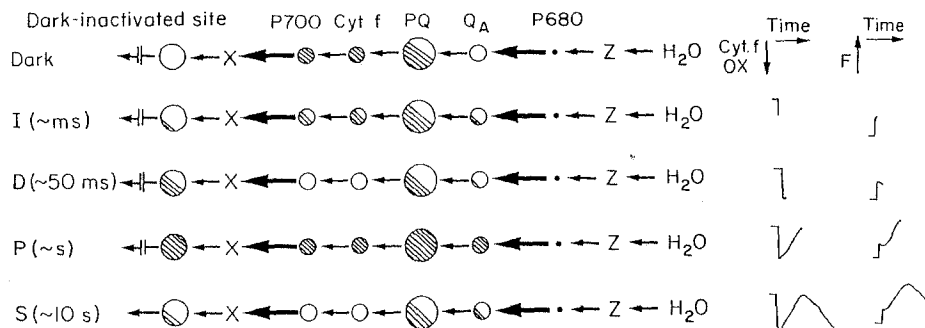 Dark-inactivated site P700 Cyt f PQ Q_A P680 Time Time
Dark X Z H₂O Cyt.f OX F
I (~ms) X Z H₂O
D (~50 ms) X Z H₂O
P (~s) X Z H₂O
S (~10 s) X Z H₂O